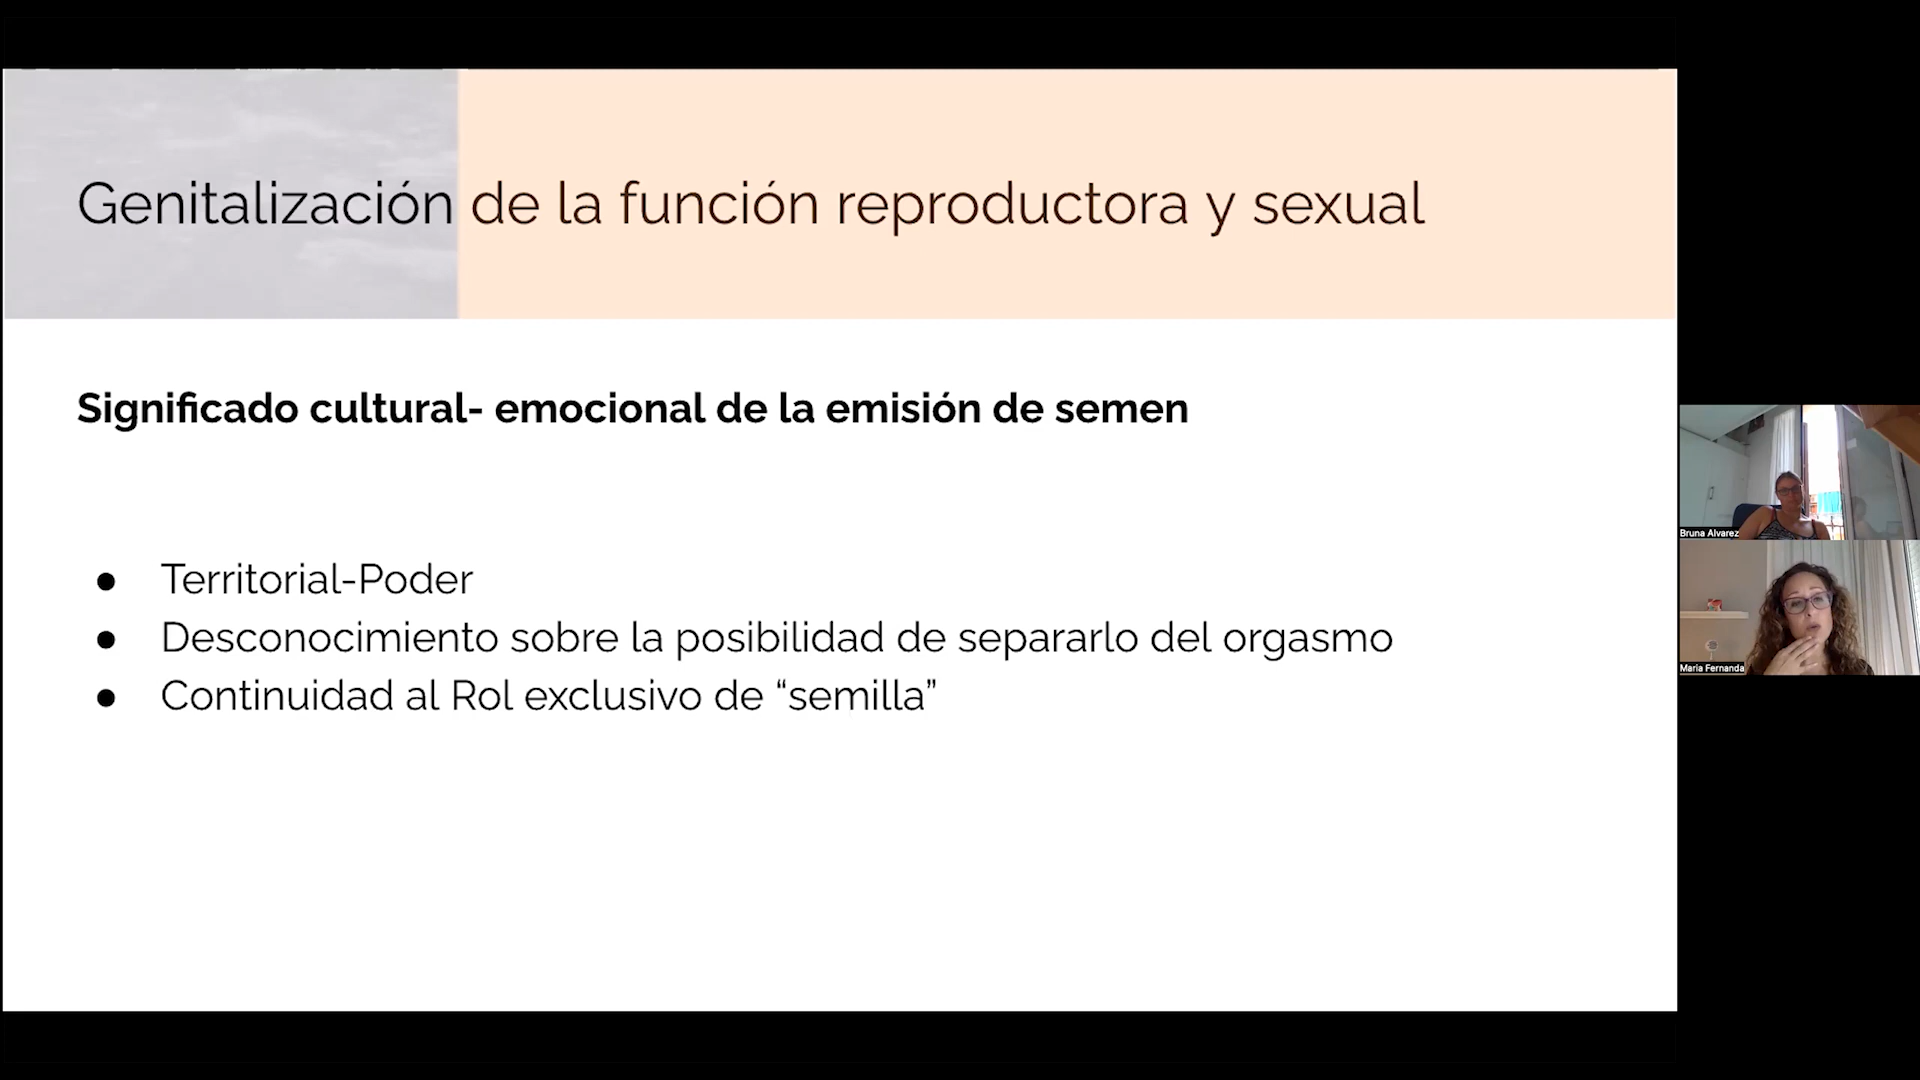 Genitalización de la función reproductora y sexual
Significado cultural- emocional de la emisión de semen
● Territorial-Poder
● Desconocimiento sobre la posibilidad de separarlo del orgasmo
● Continuidad al Rol exclusivo de “semilla”
Bruna Alvarez
Maria Fernanda